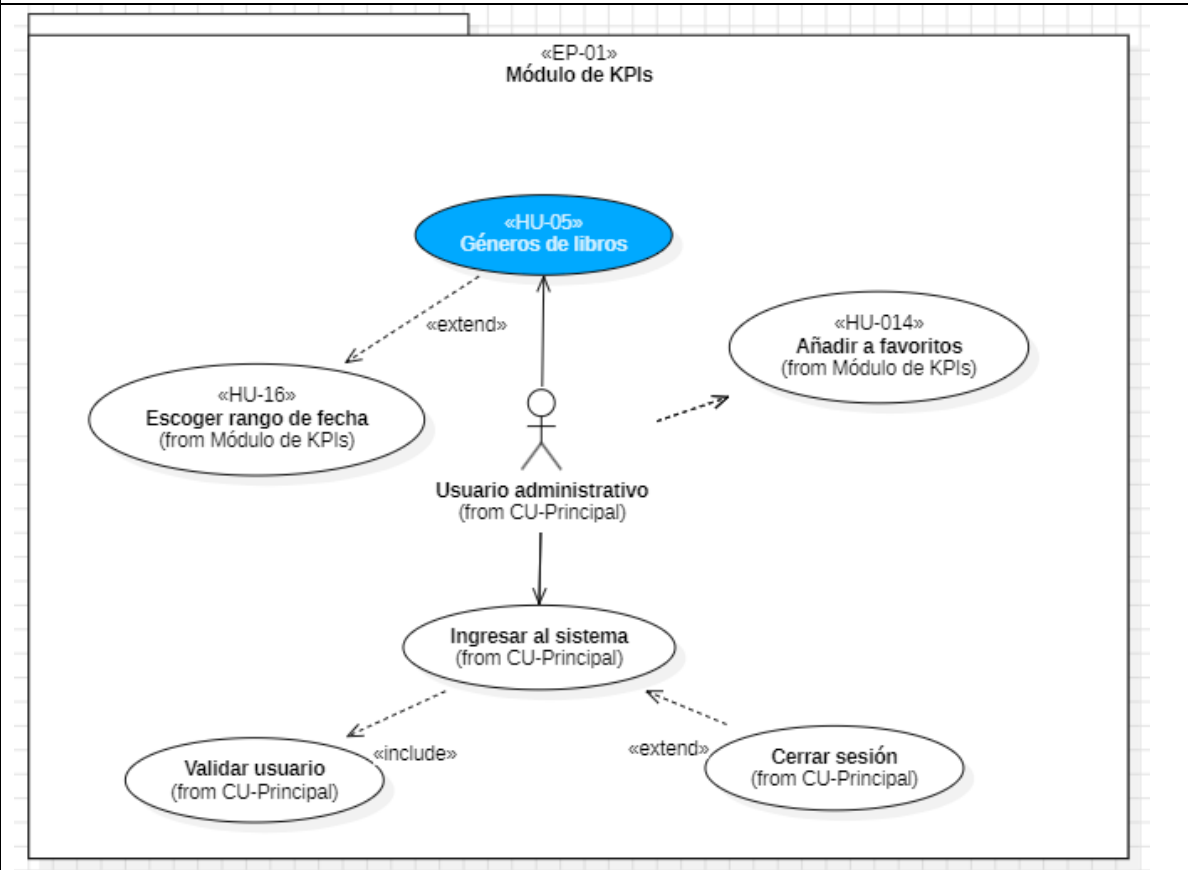 «EP-01»
Módulo de KPIs
«HU-05»
Géneros de libros
«extend»
«HU-014»
Añadir a favoritos
(from Módulo de KPIs)
«HU-16»
Escoger rango de fecha
(from Módulo de KPIs)
Usuario administrativo
(from CU-Principal)
Ingresar al sistema
(from CU-Principal)
«include»
«extend»
Validar usuario
(from CU-Principal)
Cerrar sesión
(from CU-Principal)